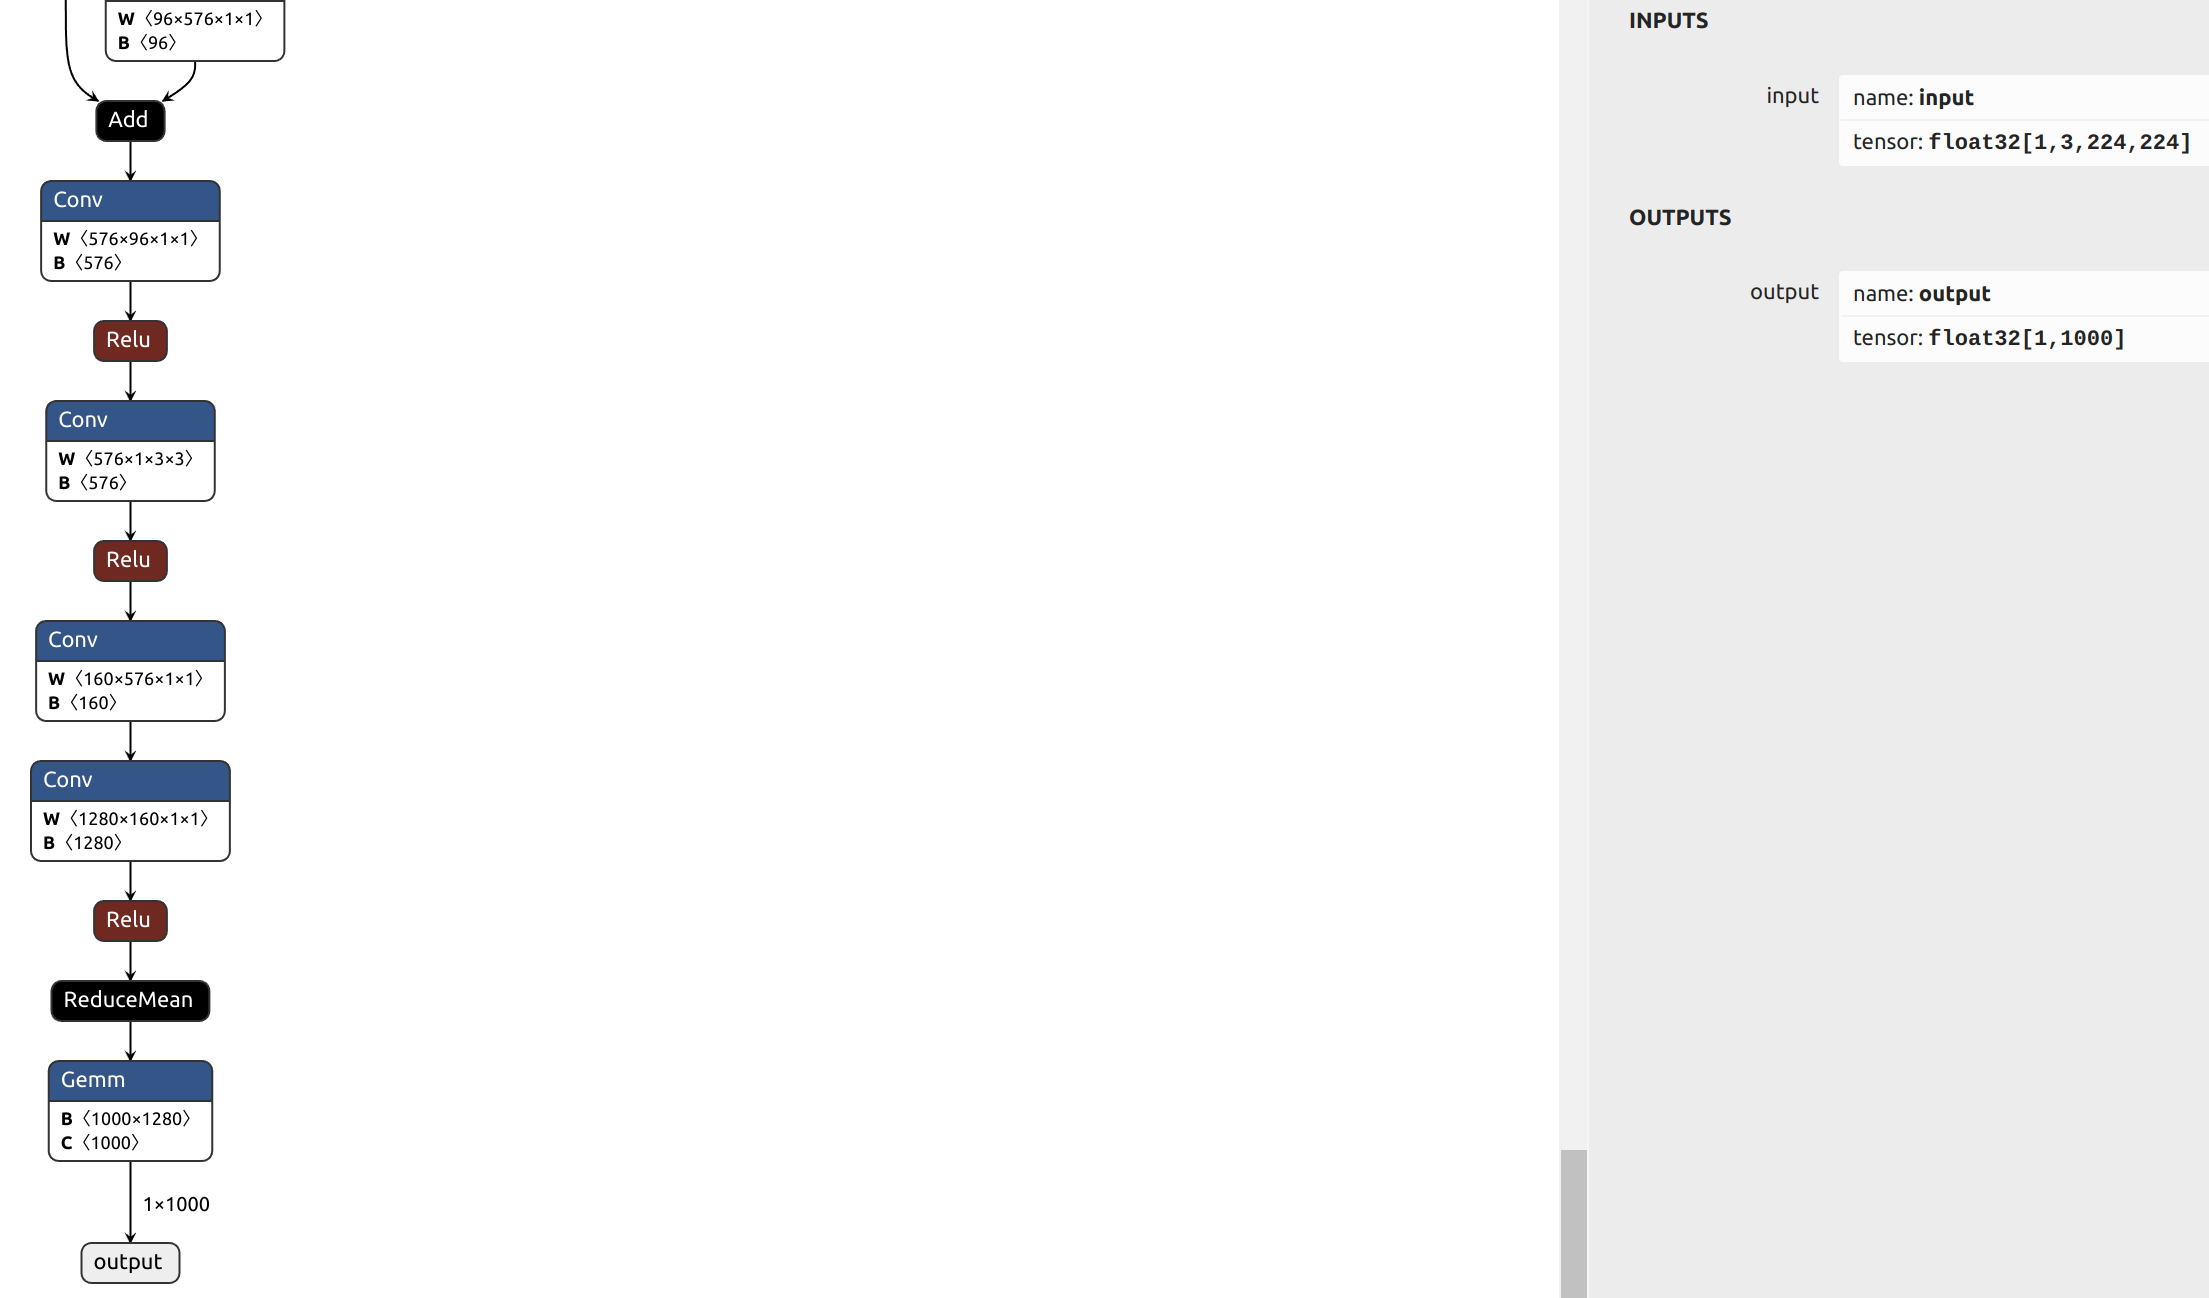 W ⟨96×576×1×1⟩
B ⟨96⟩
Add
Conv
W ⟨576×96×1×1⟩
B ⟨576⟩
Relu
Conv
W ⟨576×1×3×3⟩
B ⟨576⟩
Relu
Conv
W ⟨160×576×1×1⟩
B ⟨160⟩
Conv
W ⟨1280×160×1×1⟩
B ⟨1280⟩
Relu
ReduceMean
Gemm
B ⟨1000×1280⟩
C ⟨1000⟩
1×1000
output
INPUTS
input
name: input
tensor: float32[1,3,224,224]
OUTPUTS
output
name: output
tensor: float32[1,1000]